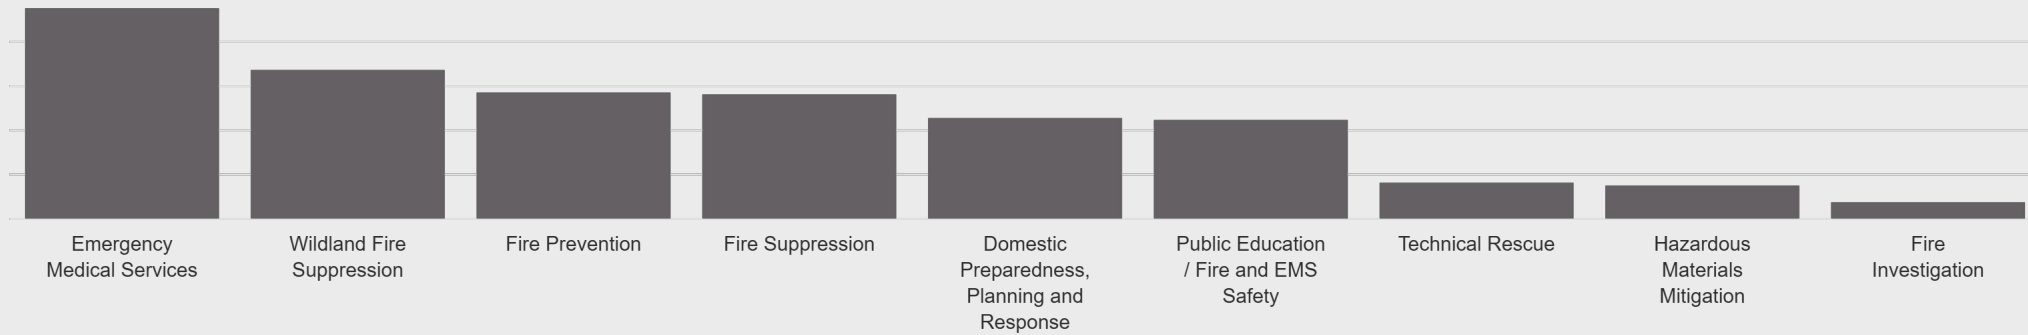 Emergency
Medical Services
Wildland Fire
Suppression
Fire Prevention
Fire Suppression
Domestic
Preparedness,
Planning and
Response
Public Education
/ Fire and EMS
Safety
Technical Rescue
Hazardous
Materials
Mitigation
Fire
Investigation